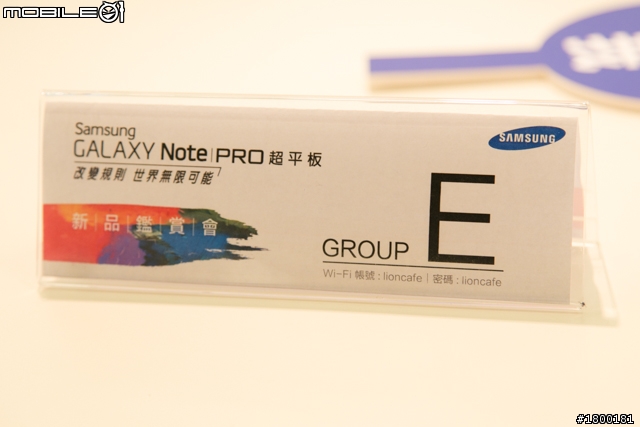 MOBILE01
Samsung
GALAXY Note PRO 超平板
改變規則 世界無限可能
新|品|鑑|賞|會
SAMSUNG
GROUP E
Wi-Fi 帳號 : lioncafe | 密碼 : lioncafe
#1800181